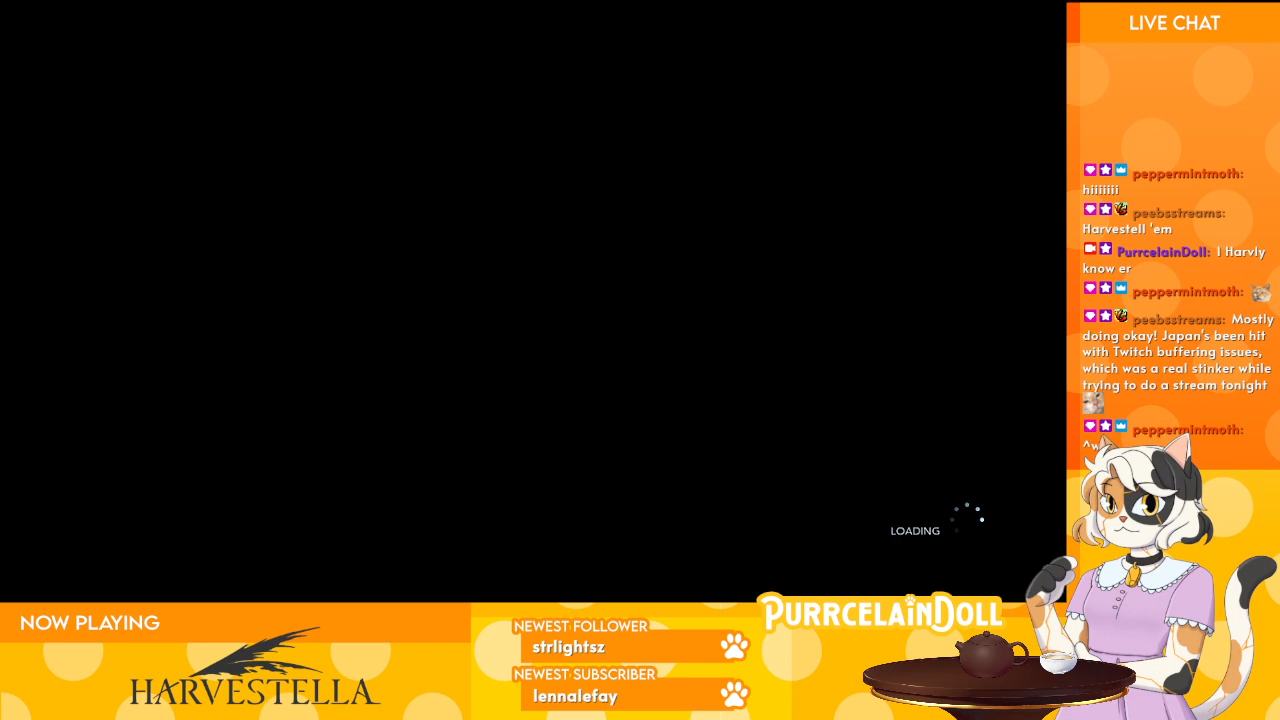 LIVE CHAT
peppermintmoth:
hiiiiiii
peebsstreams:
Harvestell 'em
PurrcelainDoll: I Harvly
know er
peppermintmoth:
peebsstreams: Mostly
doing okay! Japan's been hit
with Twitch buffering issues,
which was a real stinker while
trying to do a stream tonight
peppermintmoth:
LOADING
NOW PLAYING
HARVESTELLA
NEWEST FOLLOWER
strlightsz
NEWEST SUBSCRIBER
lennalefay
PURRCELAINDOLL